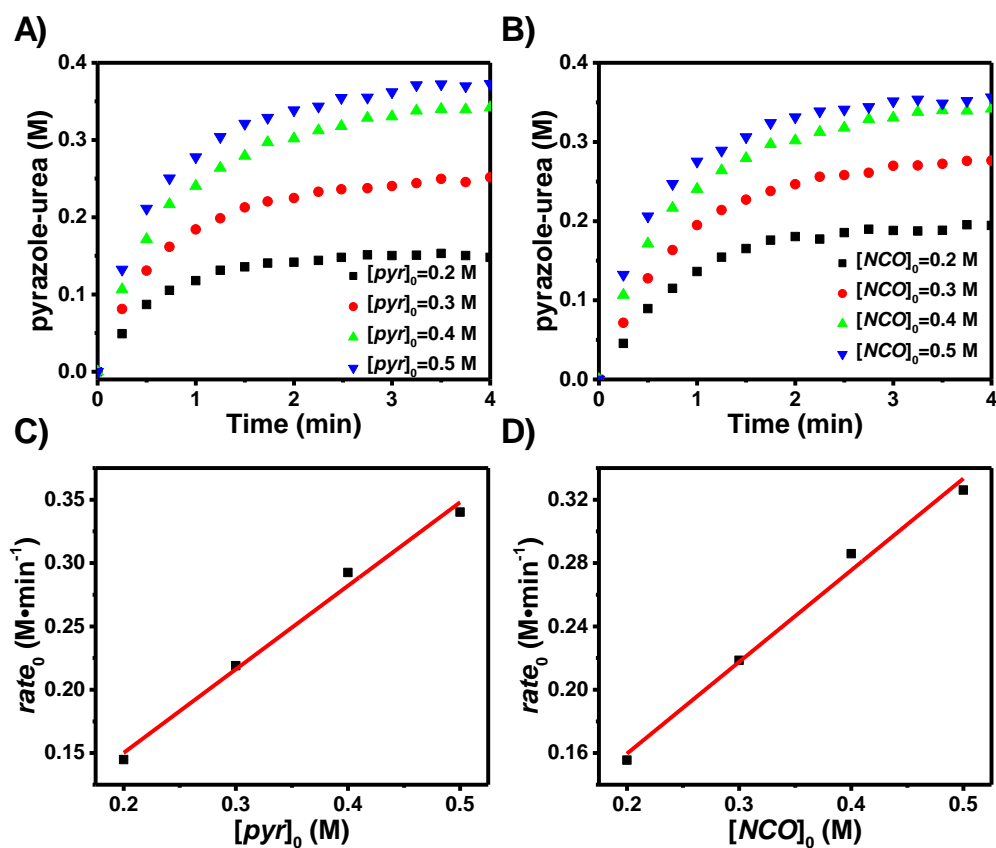 A)
0.4
0.3
0.2
0.1
0.0
pyrazole-urea (M)
[pyr]0=0.2 M
[pyr]0=0.3 M
[pyr]0=0.4 M
[pyr]0=0.5 M
0 1 2 3 4
Time (min)
B)
0.4
0.3
0.2
0.1
0.0
pyrazole-urea (M)
[NCO]0=0.2 M
[NCO]0=0.3 M
[NCO]0=0.4 M
[NCO]0=0.5 M
0 1 2 3 4
Time (min)
C)
0.35
0.30
0.25
0.20
0.15
rate0 (M•min-1)
0.2 0.3 0.4 0.5
[pyr]0 (M)
D)
0.32
0.28
0.24
0.20
0.16
rate0 (M•min-1)
0.2 0.3 0.4 0.5
[NCO]0 (M)